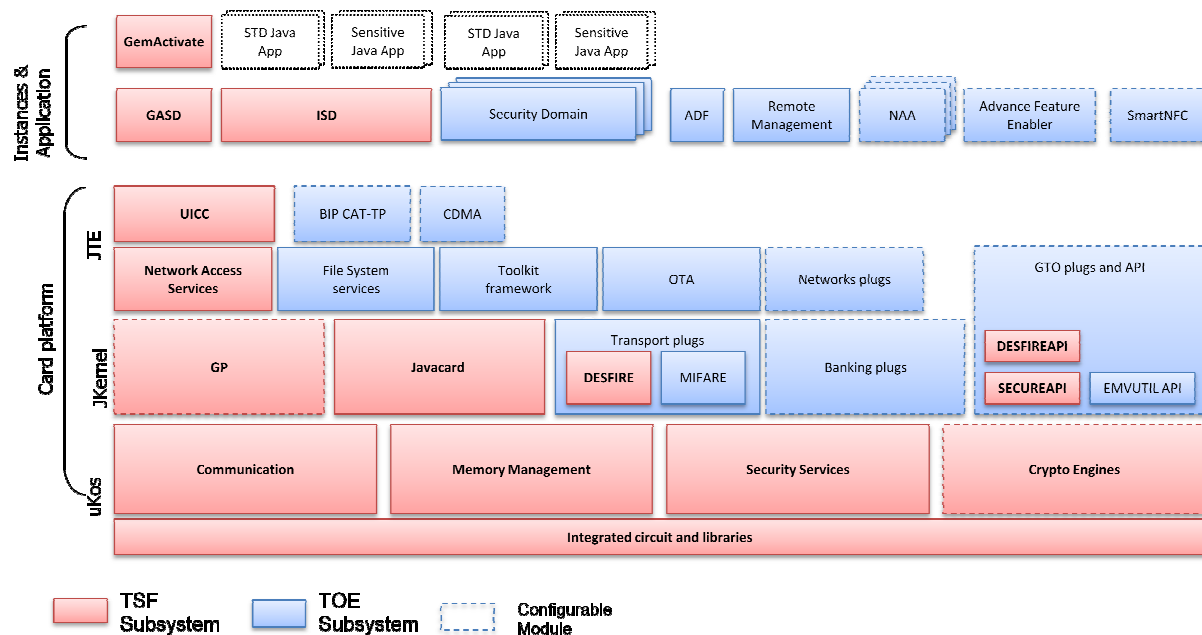 Instances &
Application
GemActivate
STD Java
App
Sensitive
Java App
STD Java
App
Sensitive
Java App
GASD
ISD
Security Domain
ADF
Remote
Management
NAA
Advance Feature
Enabler
SmartNFC
Card platform
JTE
UICC
BIP CAT-TP
CDMA
Network Access
Services
File System
services
Toolkit
framework
OTA
Networks plugs
GTO plugs and API
DESFIREAPI
SECUREAPI
EMVUTIL API
JKernel
GP
Javacard
Transport plugs
DESFIRE
MIFARE
Banking plugs
uKos
Communication
Memory Management
Security Services
Crypto Engines
Integrated circuit and libraries
TSF
Subsystem
TOE
Subsystem
Configurable
Module